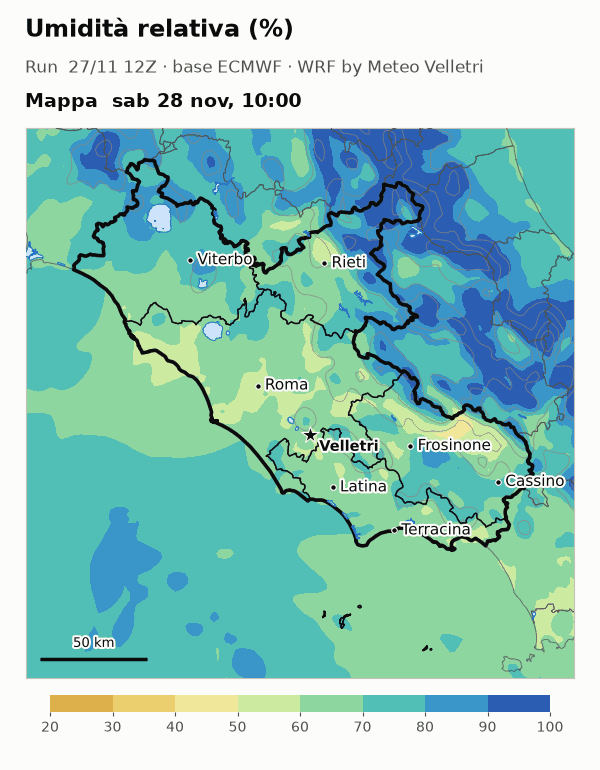 Umidità relativa (%)
Run  27/11 12Z · base ECMWF · WRF by Meteo Velletri
Mappa  sab 28 nov, 10:00
Viterbo
Rieti
Roma
Velletri
Frosinone
Cassino
Latina
Terracina
50 km
20 30 40 50 60 70 80 90 100